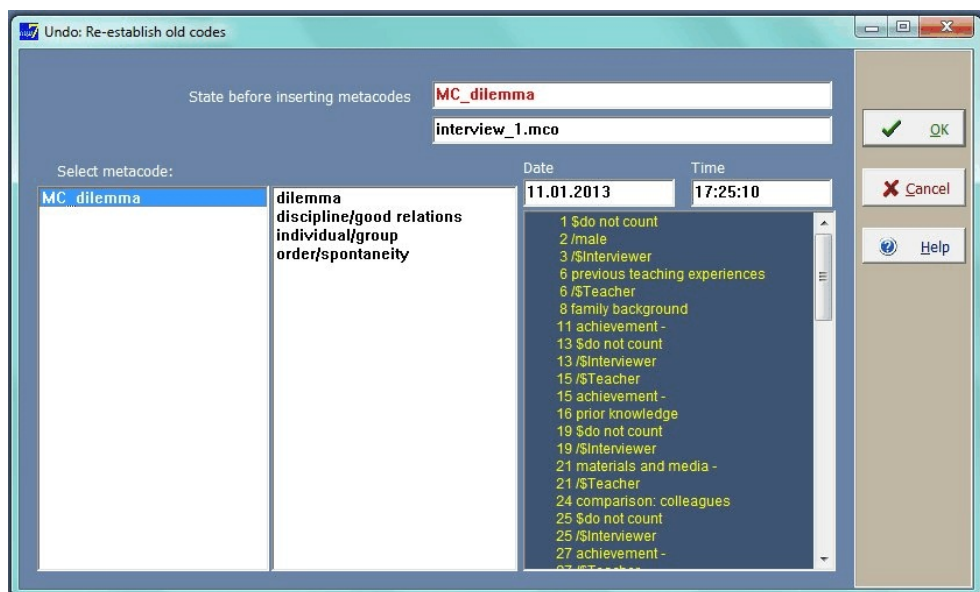 Undo: Re-establish old codes
State before inserting metacodes
MC_dilemma
interview_1.mco
OK
Cancel
Help
Select metacode:
Date
Time
11.01.2013
17:25:10
MC_dilemma
dilemma
discipline/good relations
individual/group
order/spontaneity
1 $do not count
2 /male
3 /$Interviewer
6 previous teaching experiences
6 /$Teacher
8 family background
11 achievement -
13 $do not count
13 /$Interviewer
15 /$Teacher
15 achievement -
16 prior knowledge
19 $do not count
19 /$Interviewer
21 materials and media -
21 /$Teacher
24 comparison: colleagues
25 $do not count
25 /$Interviewer
27 achievement -
27 /$Teacher